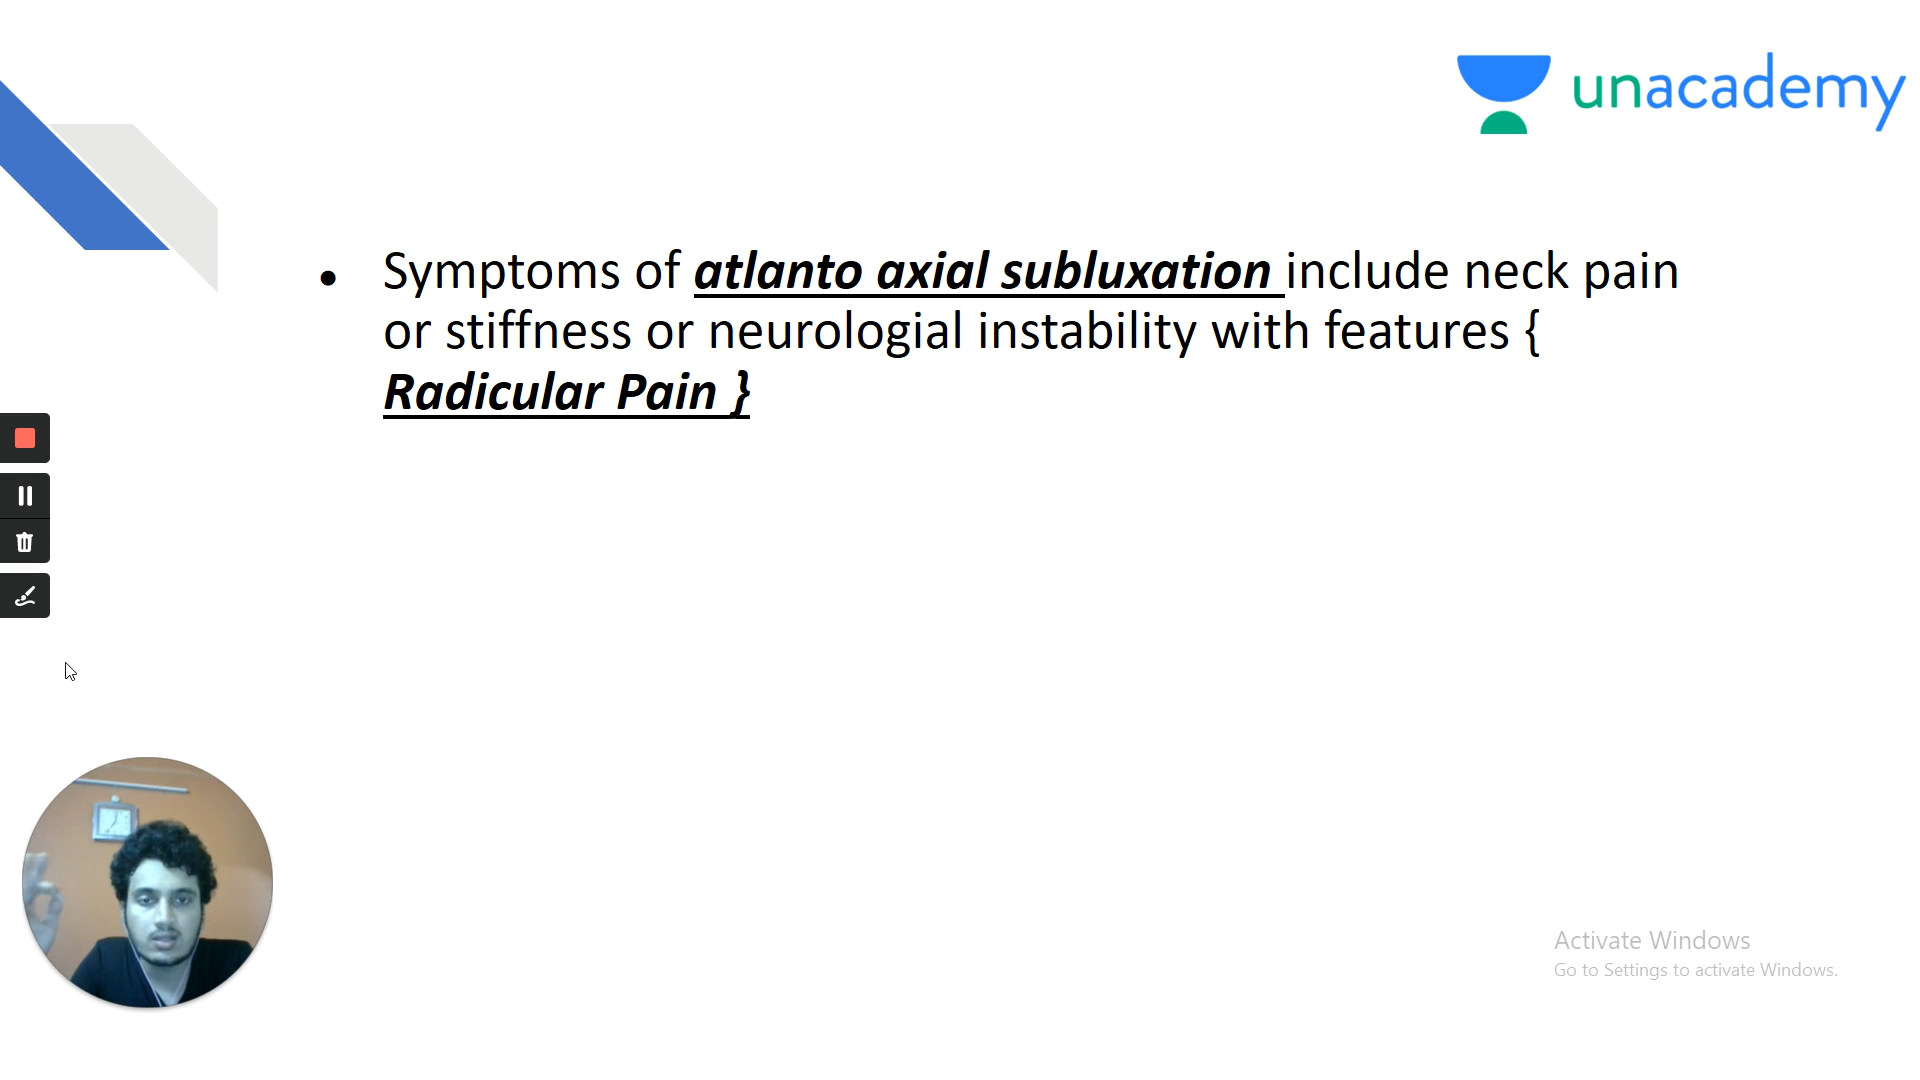 unacademy
• Symptoms of atlanto axial subluxation include neck pain
or stiffness or neurologial instability with features {
Radicular Pain }
Activate Windows
Go to Settings to activate Windows.